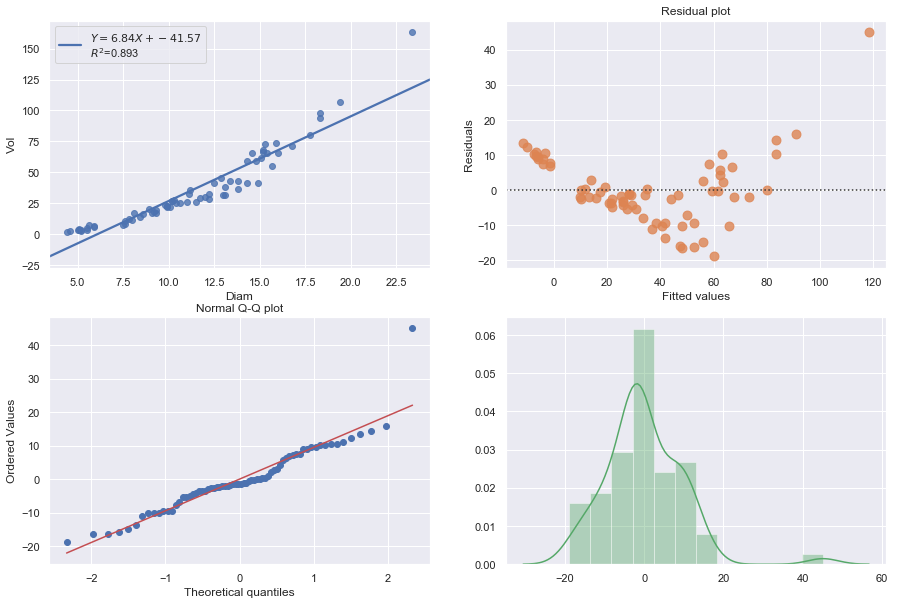 Y = 6.84X + −41.57
R²=0.893
150
125
100
75
50
25
0
−25
Vol
5.0 7.5 10.0 12.5 15.0 17.5 20.0 22.5
Diam
Residual plot
40
30
20
10
0
−10
−20
Residuals
0 20 40 60 80 100 120
Fitted values
Normal Q-Q plot
40
30
20
10
0
−10
−20
Ordered Values
−2 −1 0 1 2
Theoretical quantiles
0.06
0.05
0.04
0.03
0.02
0.01
0.00
−20 0 20 40 60